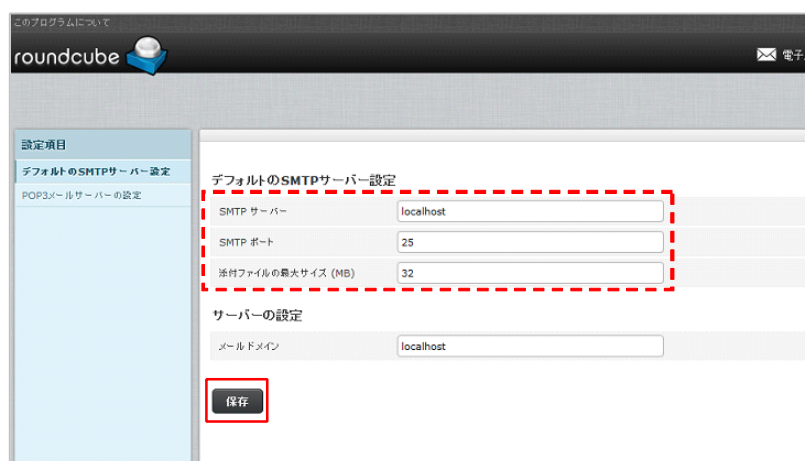 このプログラムについて
roundcube
電子
設定項目
デフォルトのSMTPサーバー設定
POP3メールサーバーの設定
デフォルトのSMTPサーバー設定
SMTP サーバー localhost
SMTP ポート 25
添付ファイルの最大サイズ (MB) 32
サーバーの設定
メールドメイン localhost
保存